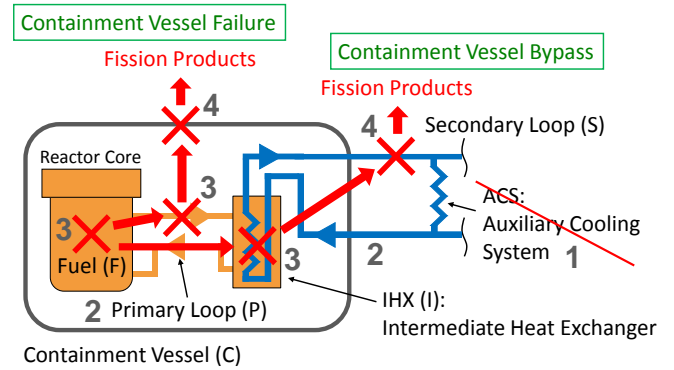 Containment Vessel Failure
Fission Products
4
Containment Vessel Bypass
Fission Products
4
Secondary Loop (S)
Reactor Core
3
3
Fuel (F)
3
ACS:
Auxiliary Cooling
System
1
2
2
Primary Loop (P)
IHX (I):
Intermediate Heat Exchanger
Containment Vessel (C)